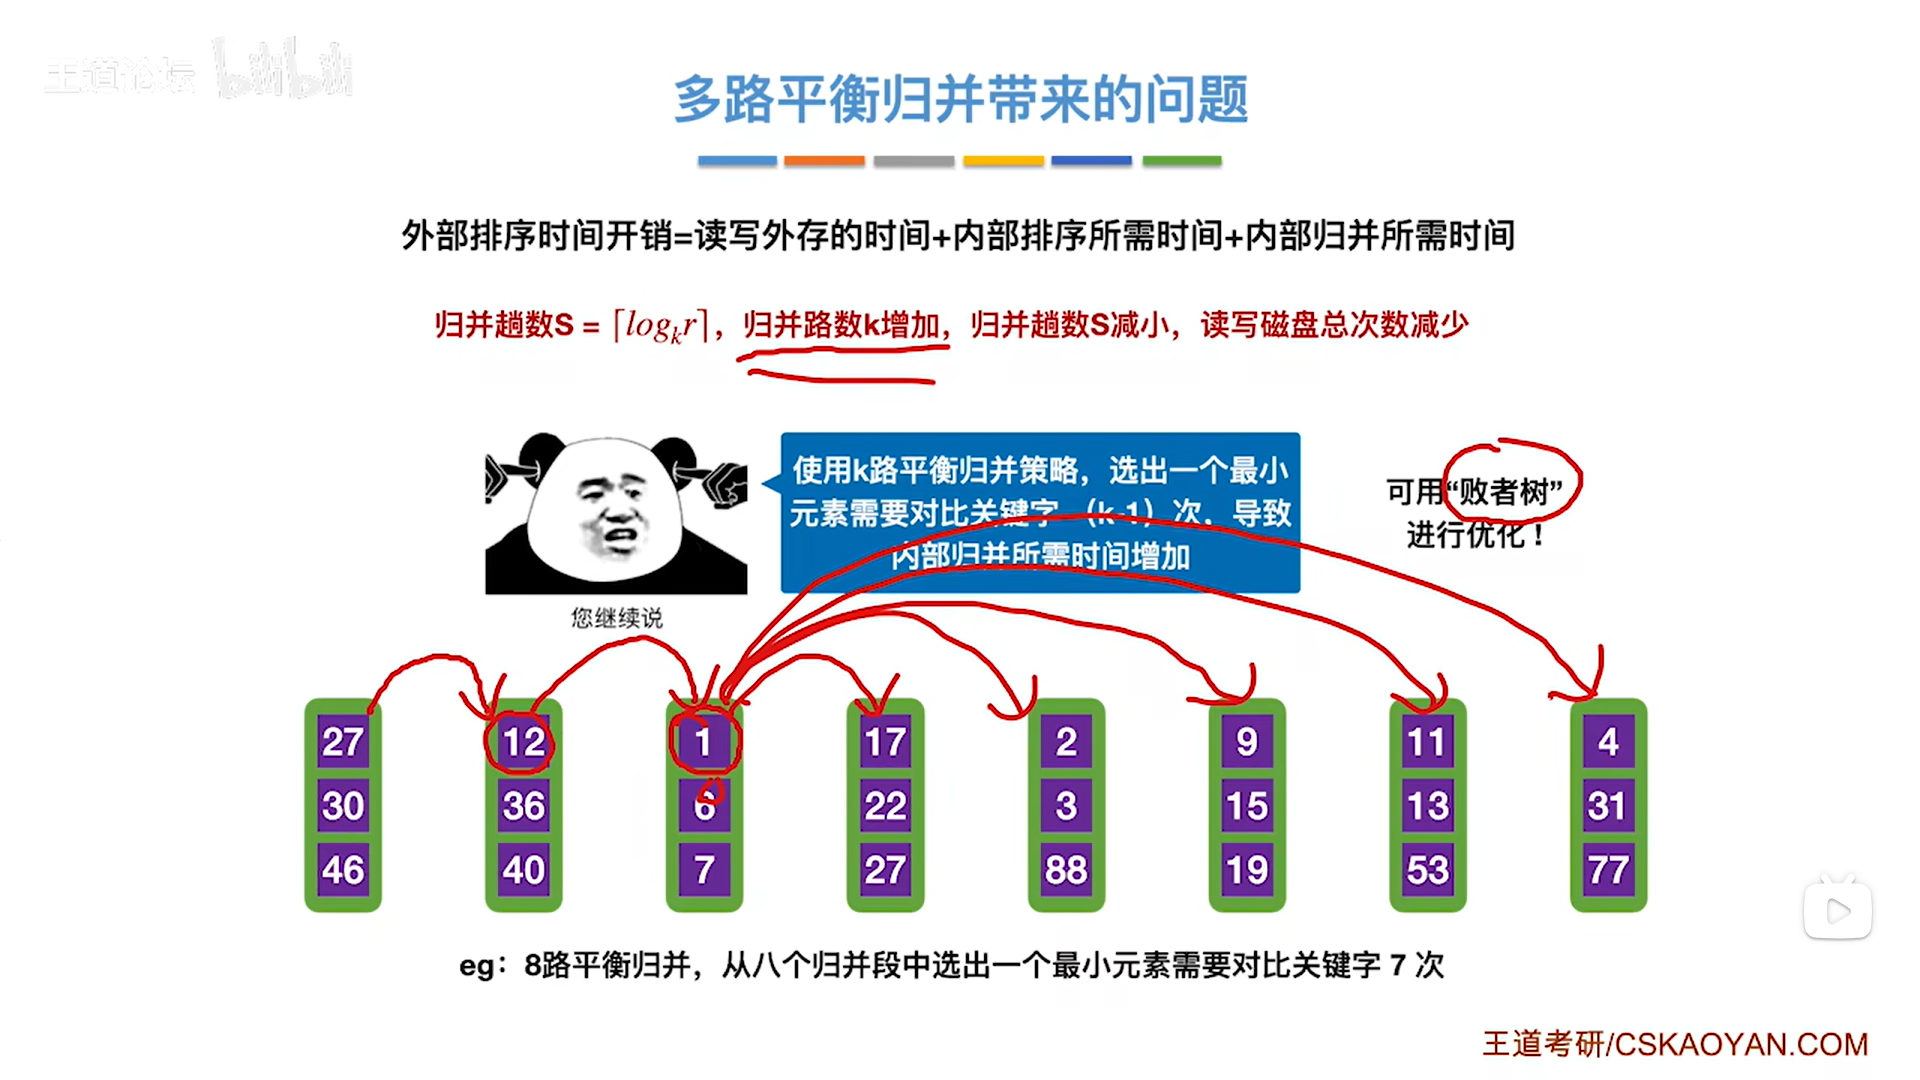 王道论坛 bilibili
多路平衡归并带来的问题
外部排序时间开销=读写外存的时间+内部排序所需时间+内部归并所需时间
归并趟数S = ⌈logₖr⌉，归并路数k增加，归并趟数S减小，读写磁盘总次数减少
使用k路平衡归并策略，选出一个最小
元素需要对比关键字 （k-1）次，导致
内部归并所需时间增加
可用“败者树”
进行优化！
您继续说
27 12 1 17 2 9 11 4
30 36 6 22 3 15 13 31
46 40 7 27 88 19 53 77
eg：8路平衡归并，从八个归并段中选出一个最小元素需要对比关键字 7 次
王道考研/CSKAOYAN.COM